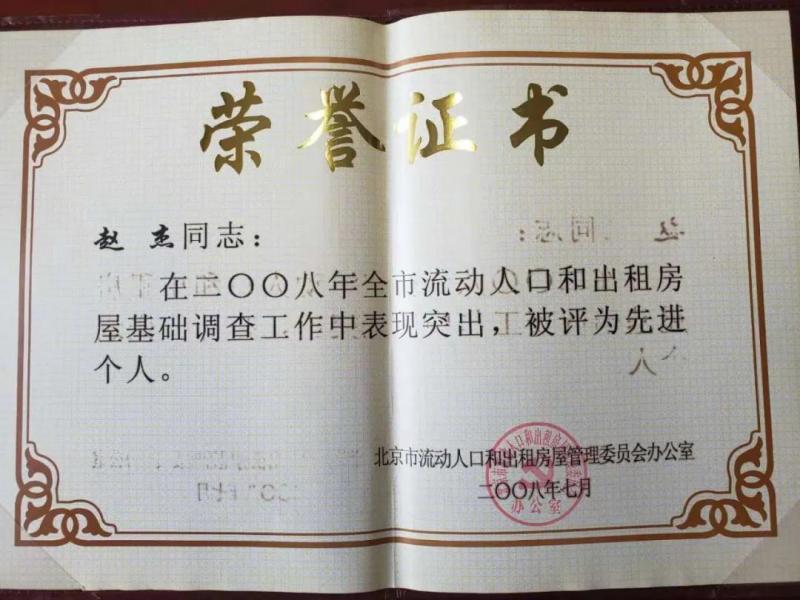 荣誉证书
赵 杰同志：
在二〇〇八年全市流动人口和出租房
屋基础调查工作中表现突出，被评为先进
个人。
北京市流动人口和出租房屋管理委员会办公室
二〇〇八年七月